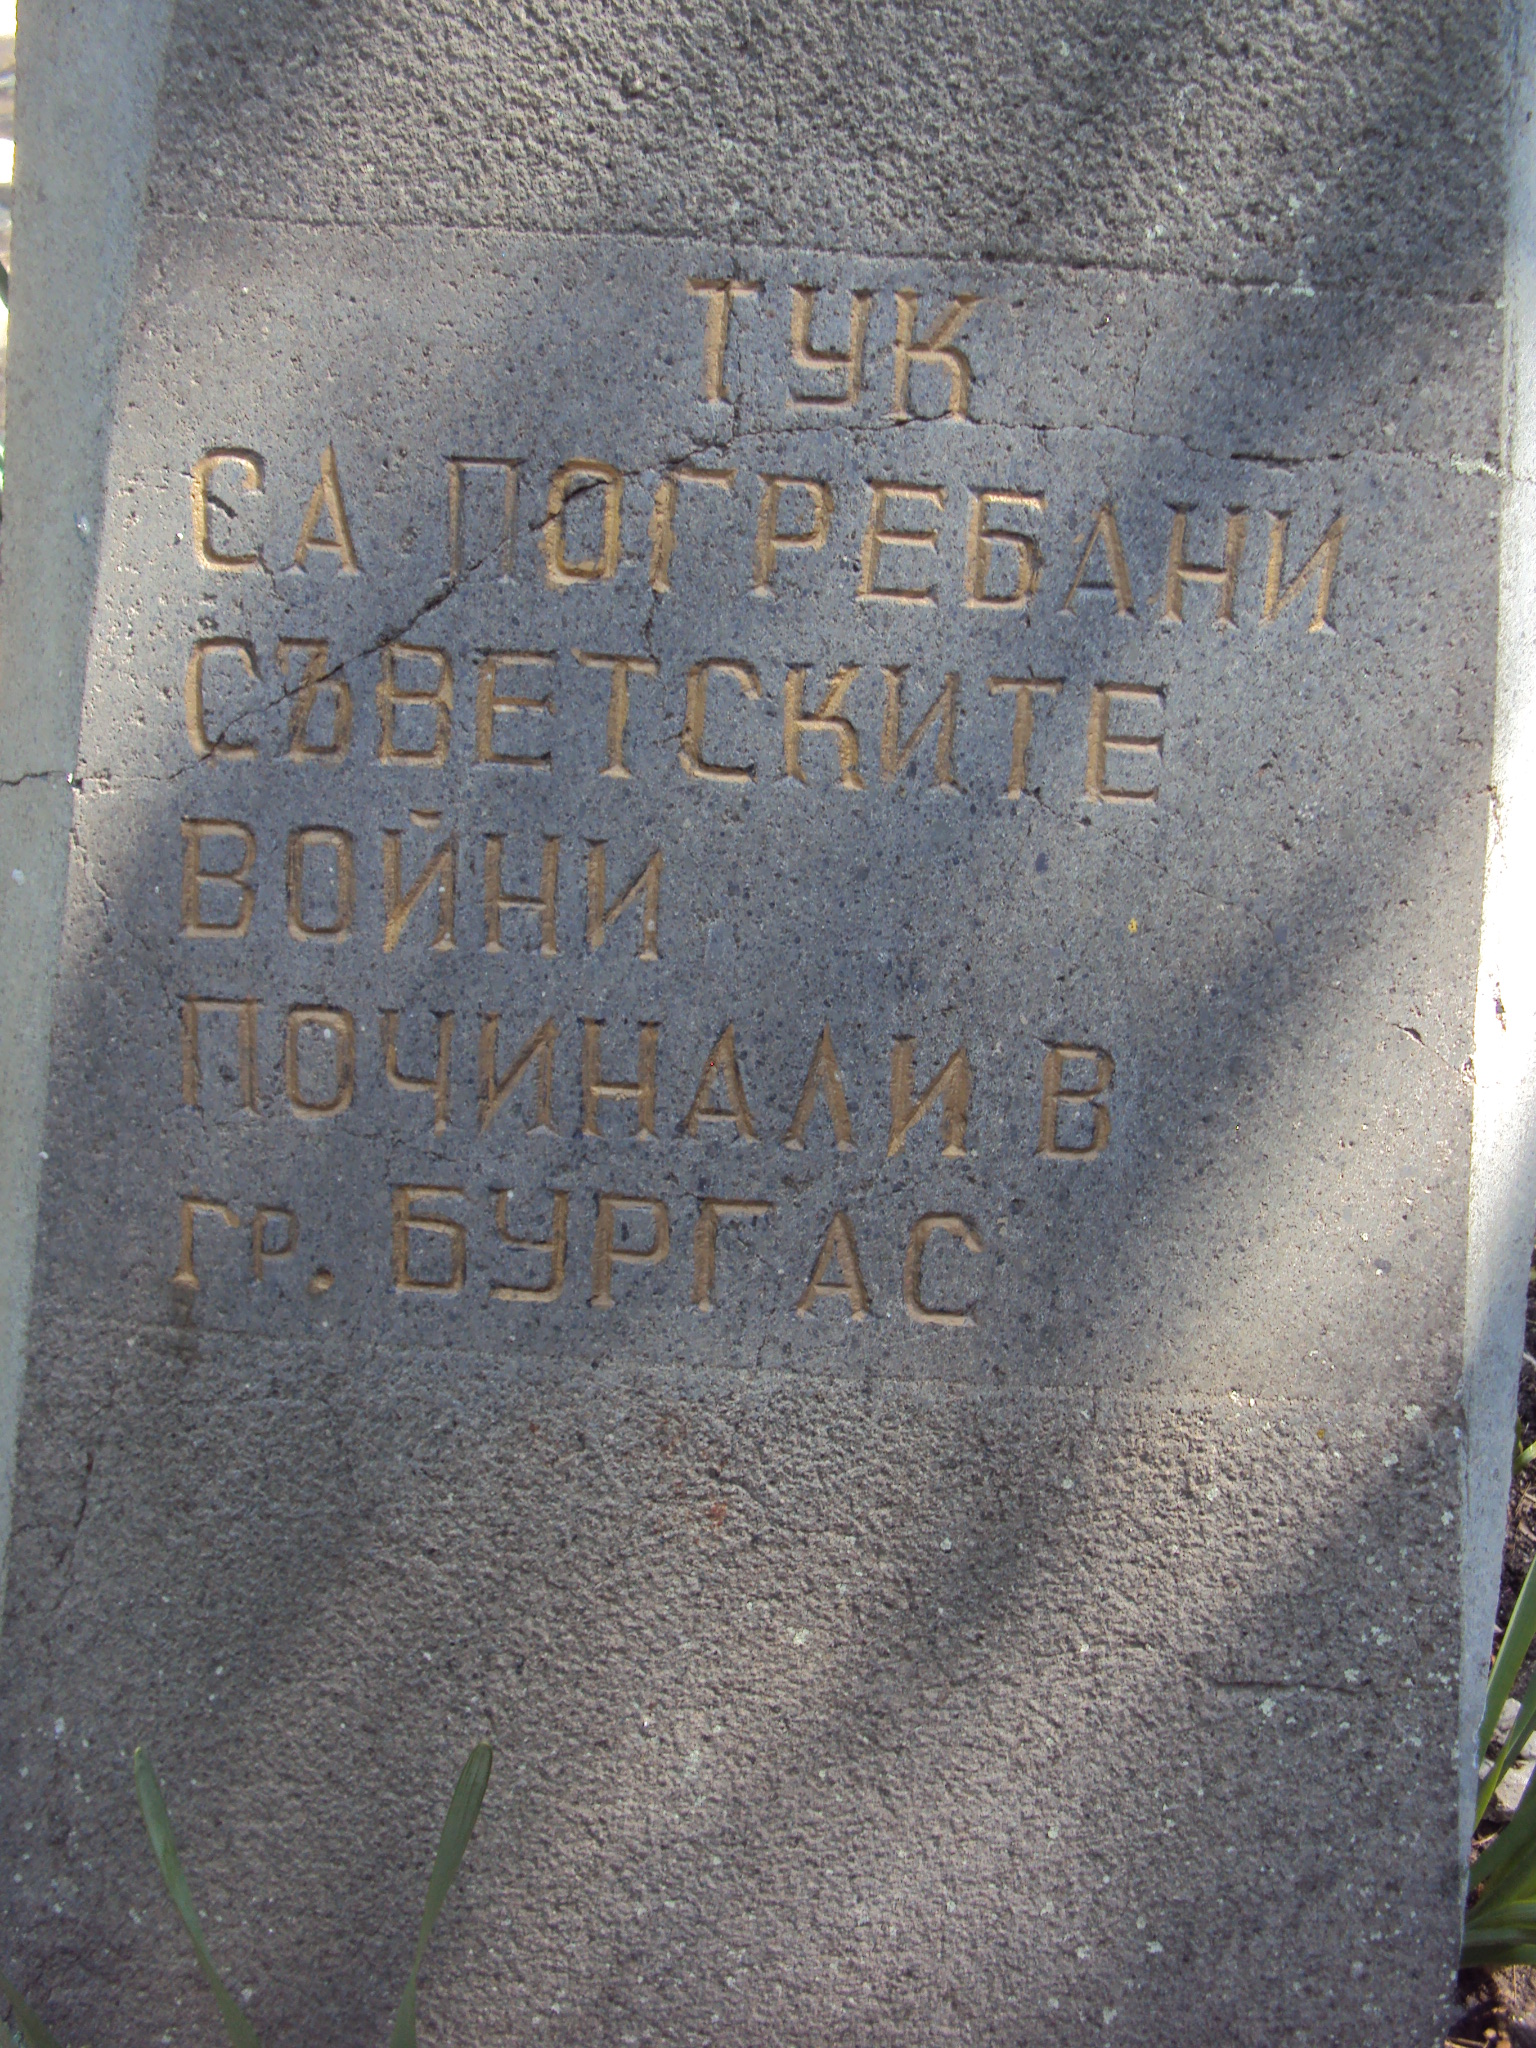 ТУК
СА ПОГРЕБАНИ
СЪВЕТСКИТЕ
ВОЙНИ
ПОЧИНАЛИ В
ГР. БУРГАС